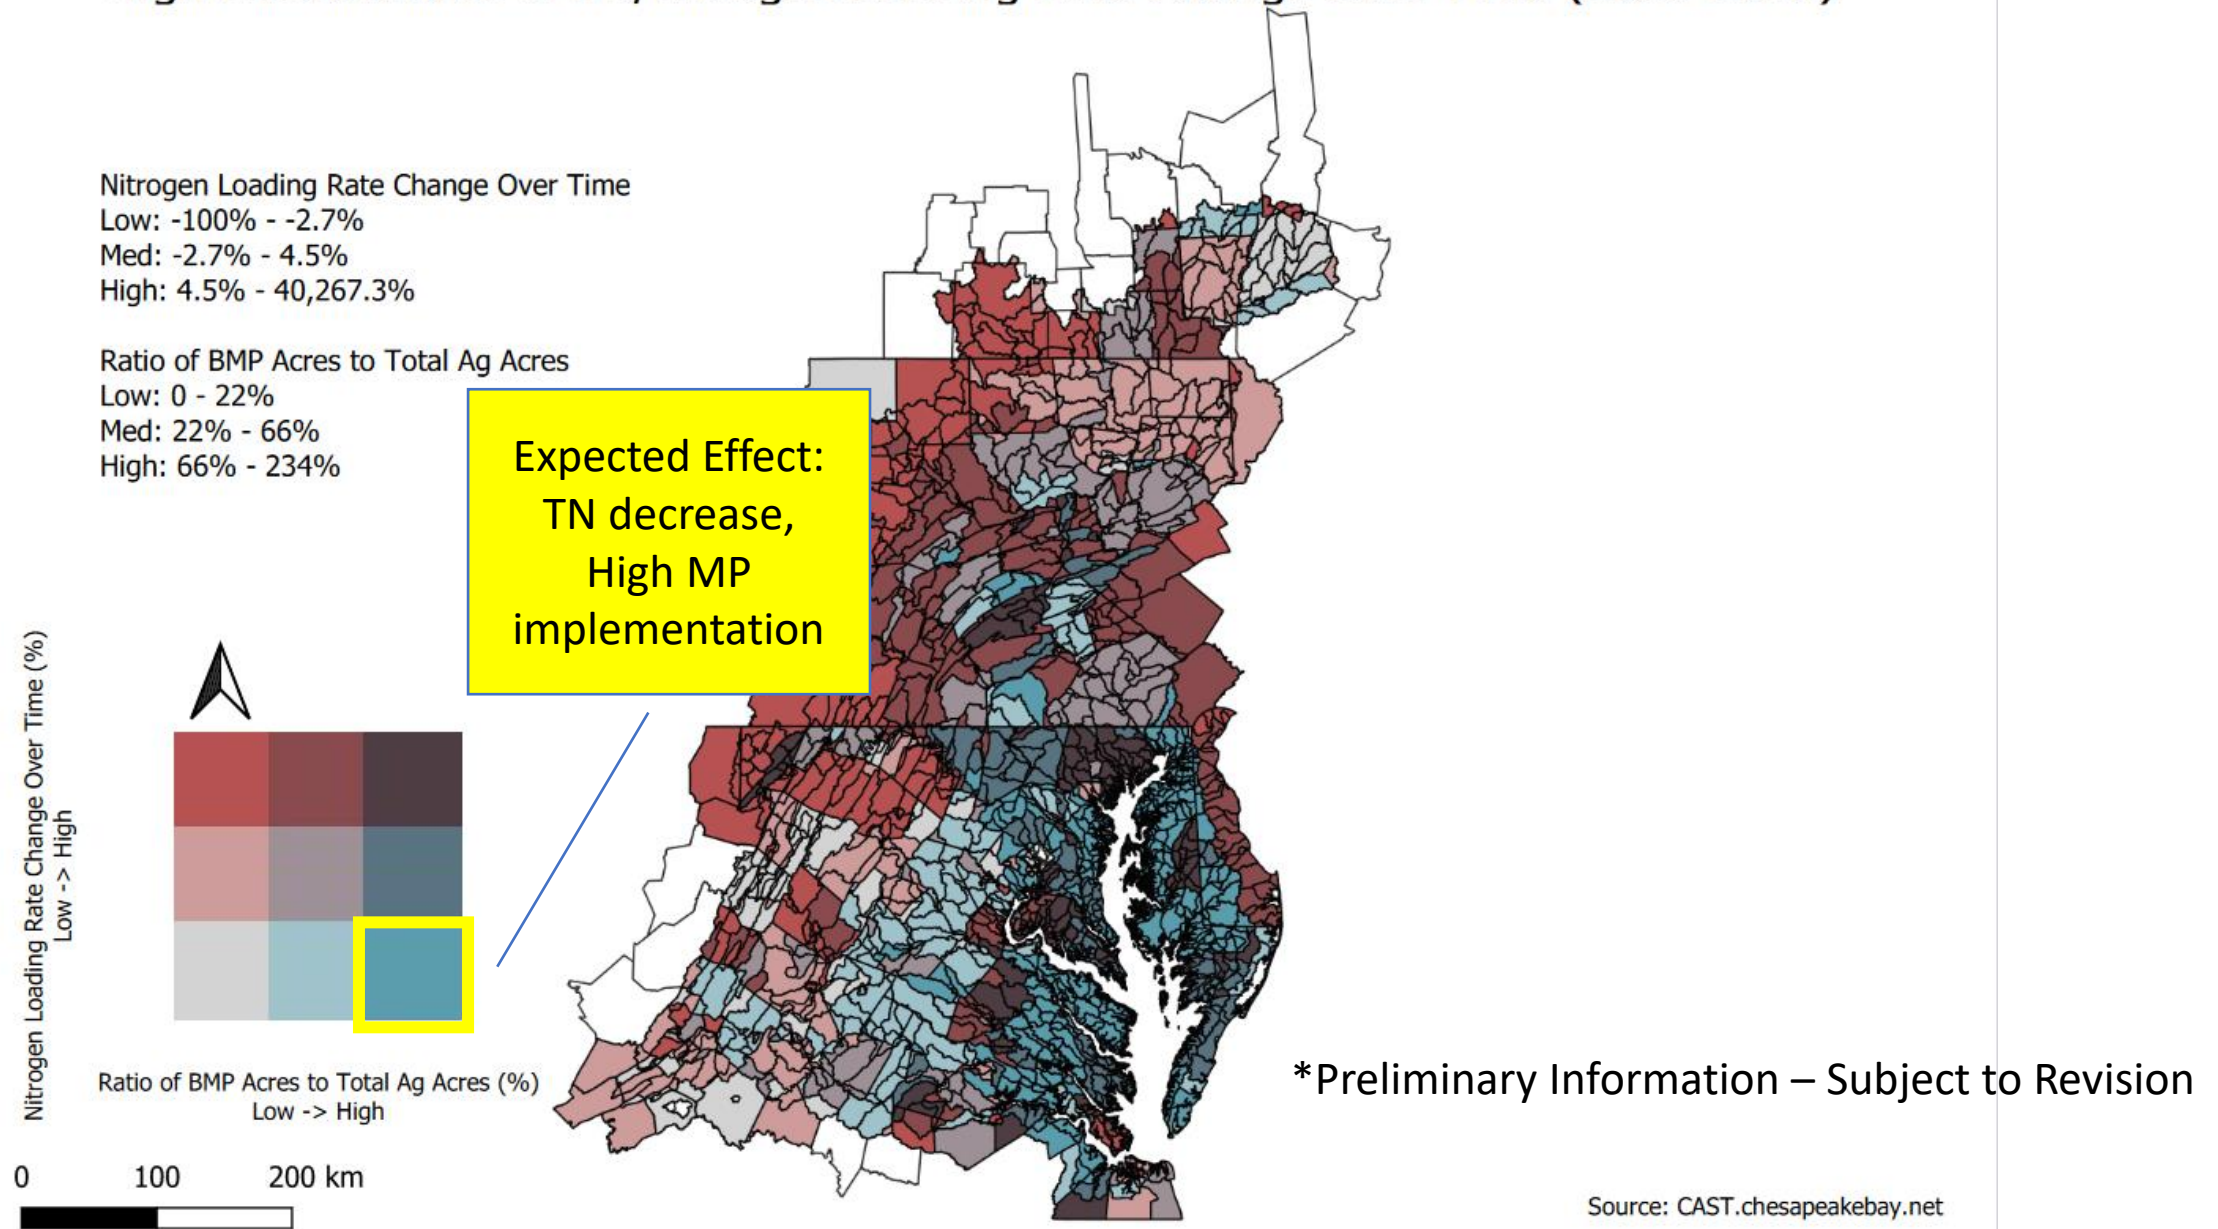 Nitrogen Loading Rate Change Over Time
Low: -100% - -2.7%
Med: -2.7% - 4.5%
High: 4.5% - 40,267.3%
Ratio of BMP Acres to Total Ag Acres
Low: 0 - 22%
Med: 22% - 66%
High: 66% - 234%
Expected Effect:
TN decrease,
High MP
implementation
Nitrogen Loading Rate Change Over Time (%)
Low -> High
Ratio of BMP Acres to Total Ag Acres (%)
Low -> High
0 100 200 km
*Preliminary Information – Subject to Revision
Source: CAST.chesapeakebay.net